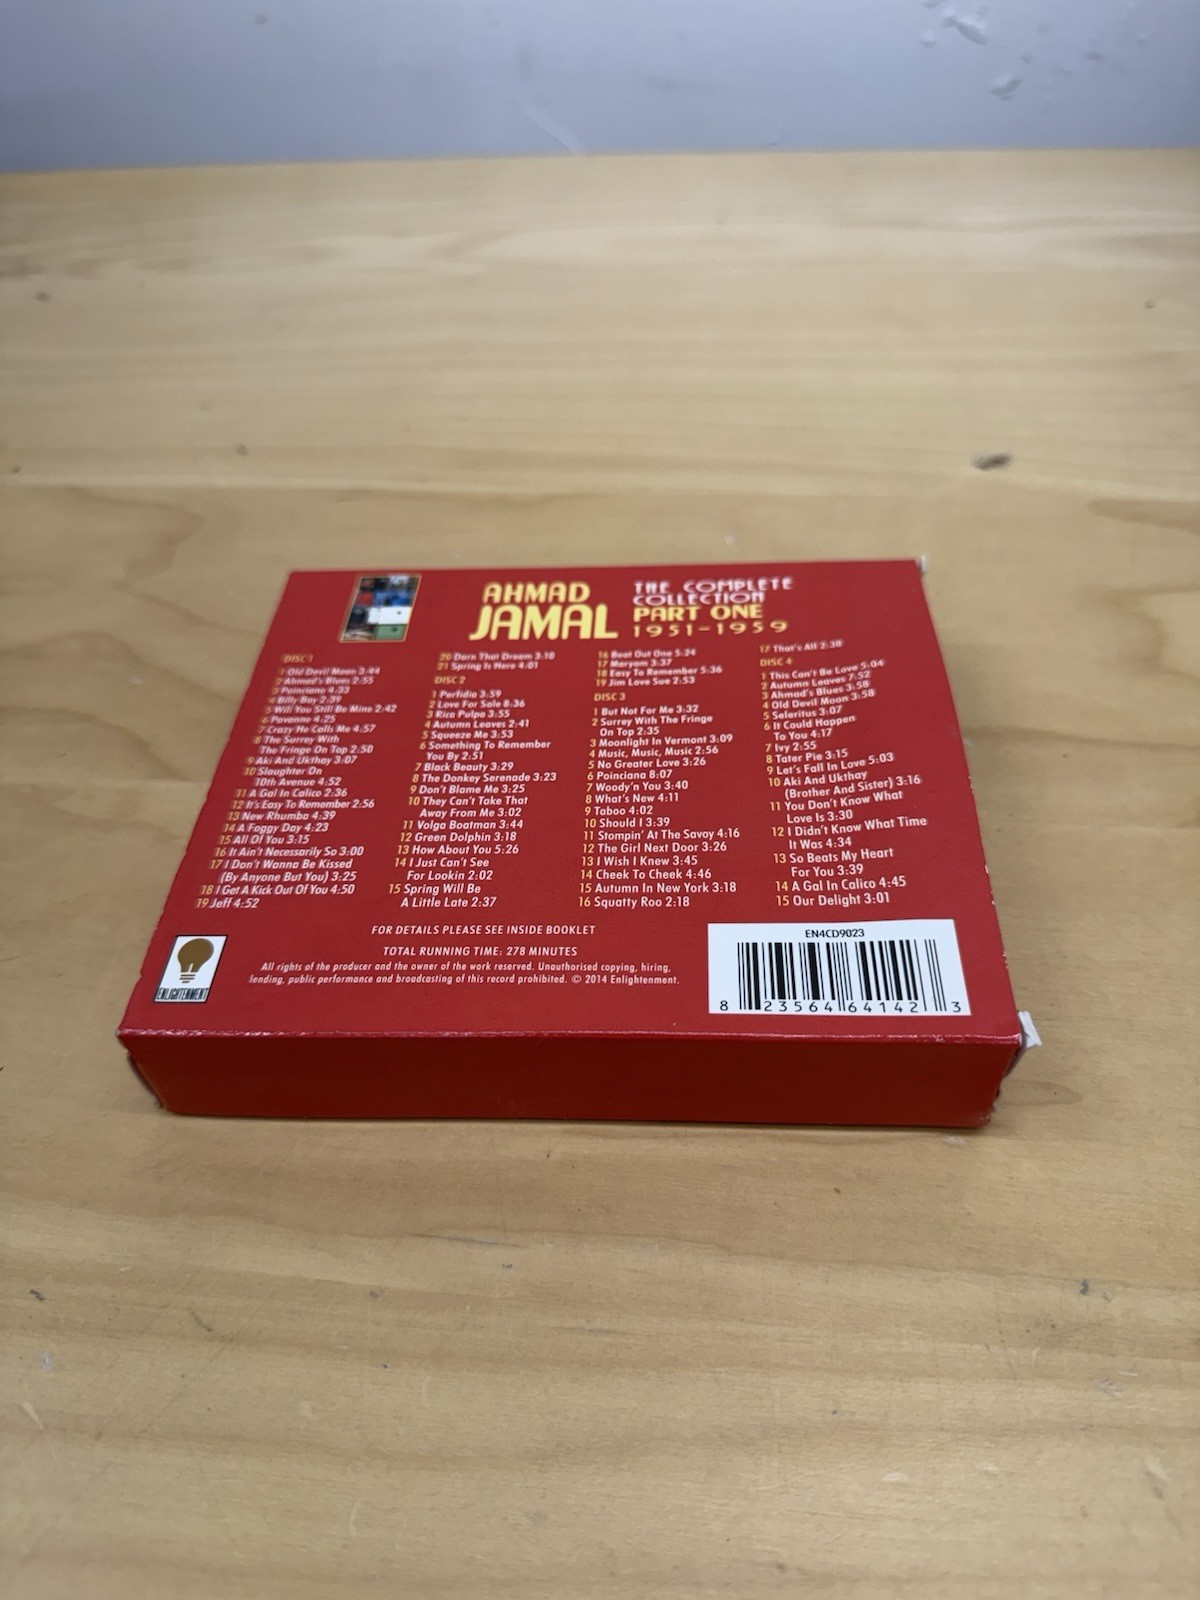 AHMAD
JAMAL
THE COMPLETE
COLLECTION
PART ONE
1951-1959
DISC 1
1 Old Devil Moon 3:44
2 Ahmad's Blues 2:55
3 Poinciana 4:33
4 Billy Boy 2:39
5 Will You Still Be Mine 2:42
6 Pavanne 4:25
7 Crazy He Calls Me 4:57
8 The Surrey With
The Fringe On Top 2:50
9 Aki And Ukthay 3:07
10 Slaughter On
10th Avenue 4:52
11 A Gal In Calico 2:36
12 It's Easy To Remember 2:56
13 New Rhumba 4:39
14 A Foggy Day 4:23
15 All Of You 3:15
16 It Ain't Necessarily So 3:00
17 I Don't Wanna Be Kissed
(By Anyone But You) 3:25
18 I Get A Kick Out Of You 4:50
19 Jeff 4:52
20 Darn That Dream 3:10
21 Spring Is Here 4:01
DISC 2
1 Perfidia 3:59
2 Love For Sale 8:36
3 Rica Pulpa 3:55
4 Autumn Leaves 2:41
5 Squeeze Me 3:53
6 Something To Remember
You By 2:51
7 Black Beauty 3:29
8 The Donkey Serenade 3:23
9 Don't Blame Me 3:25
10 They Can't Take That
Away From Me 3:02
11 Volga Boatman 3:44
12 Green Dolphin 3:18
13 How About You 5:26
14 I Just Can't See
For Lookin 2:02
15 Spring Will Be
A Little Late 2:37
16 Beat Out One 5:24
17 Maryam 3:37
18 Easy To Remember 5:36
19 Jim Love Sue 2:53
DISC 3
1 But Not For Me 3:32
2 Surrey With The Fringe
On Top 2:35
3 Moonlight In Vermont 3:09
4 Music, Music, Music 2:56
5 No Greater Love 3:26
6 Poinciana 8:07
7 Woody'n You 3:40
8 What's New 4:11
9 Taboo 4:02
10 Should I 3:39
11 Stompin' At The Savoy 4:16
12 The Girl Next Door 3:26
13 I Wish I Knew 3:45
14 Cheek To Cheek 4:46
15 Autumn In New York 3:18
16 Squatty Roo 2:18
17 That's All 2:38
DISC 4
1 This Can't Be Love 5:04
2 Autumn Leaves 7:52
3 Ahmad's Blues 3:58
4 Old Devil Moon 3:58
5 Seleritus 3:07
6 It Could Happen
To You 4:17
7 Ivy 2:55
8 Tater Pie 3:15
9 Let's Fall In Love 5:03
10 Aki And Ukthay
(Brother And Sister) 3:16
11 You Don't Know What
Love Is 3:30
12 I Didn't Know What Time
It Was 4:34
13 So Beats My Heart
For You 3:39
14 A Gal In Calico 4:45
15 Our Delight 3:01
FOR DETAILS PLEASE SEE INSIDE BOOKLET
TOTAL RUNNING TIME: 278 MINUTES
All rights of the producer and the owner of the work reserved. Unauthorised copying, hiring,
lending, public performance and broadcasting of this record prohibited. © 2014 Enlightenment.
ENLIGHTENMENT
EN4CD9023
8 23564 64142 3